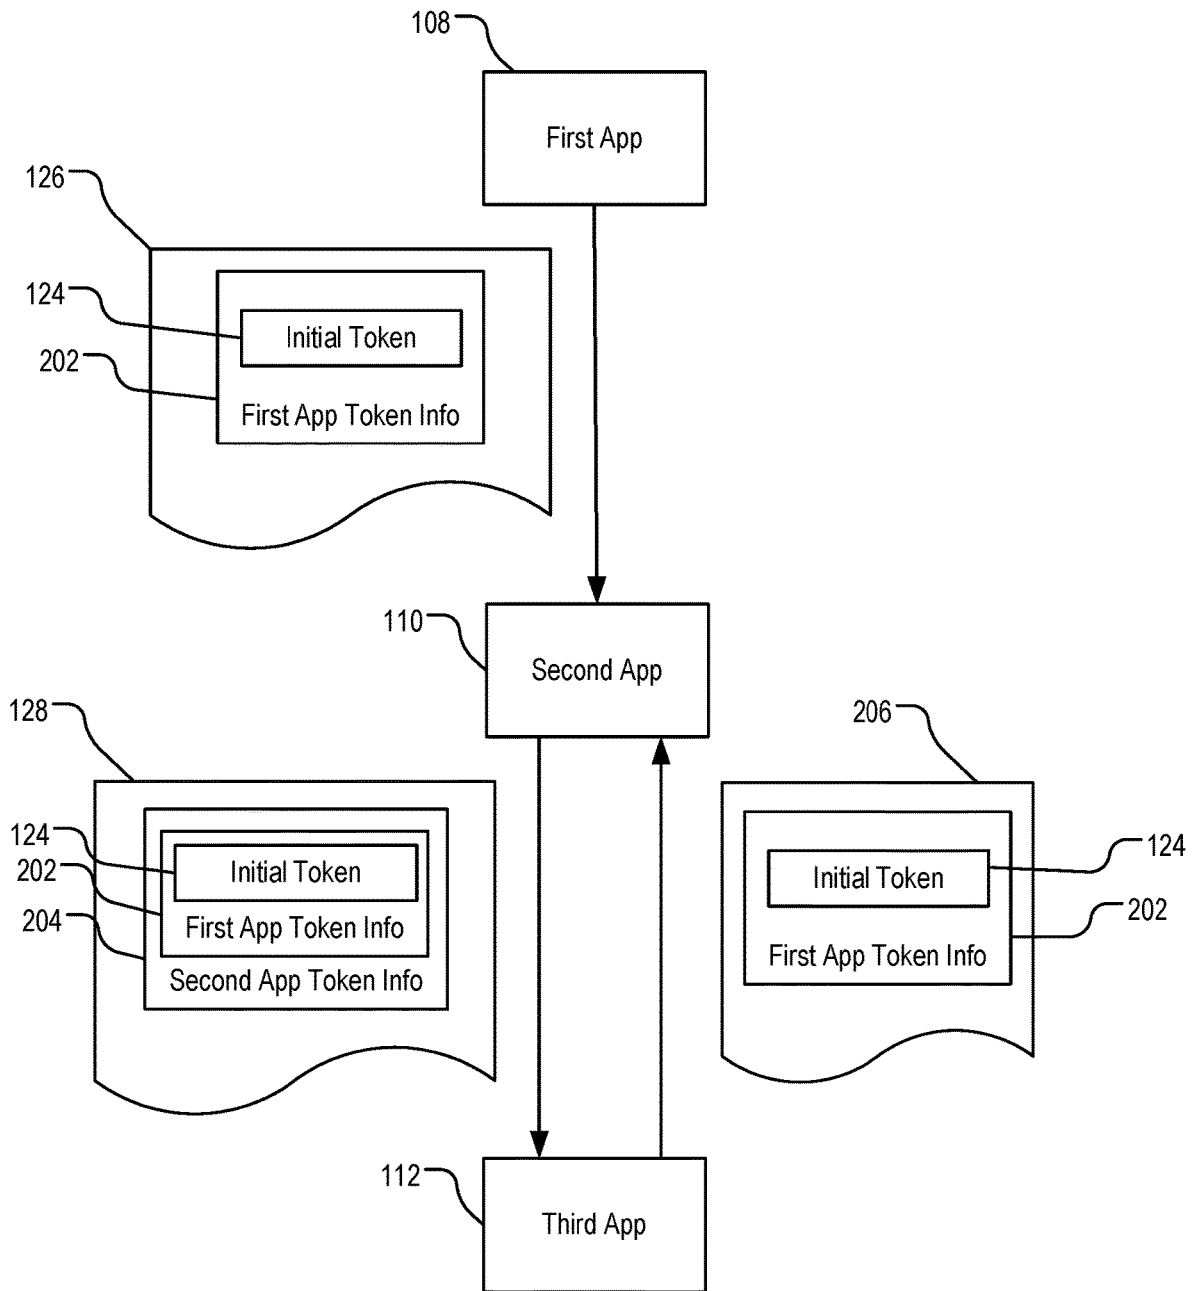 108
First App
126
124
Initial Token
202
First App Token Info
110
Second App
128
206
124
Initial Token
202
First App Token Info
204
Second App Token Info
Initial Token
124
202
First App Token Info
112
Third App